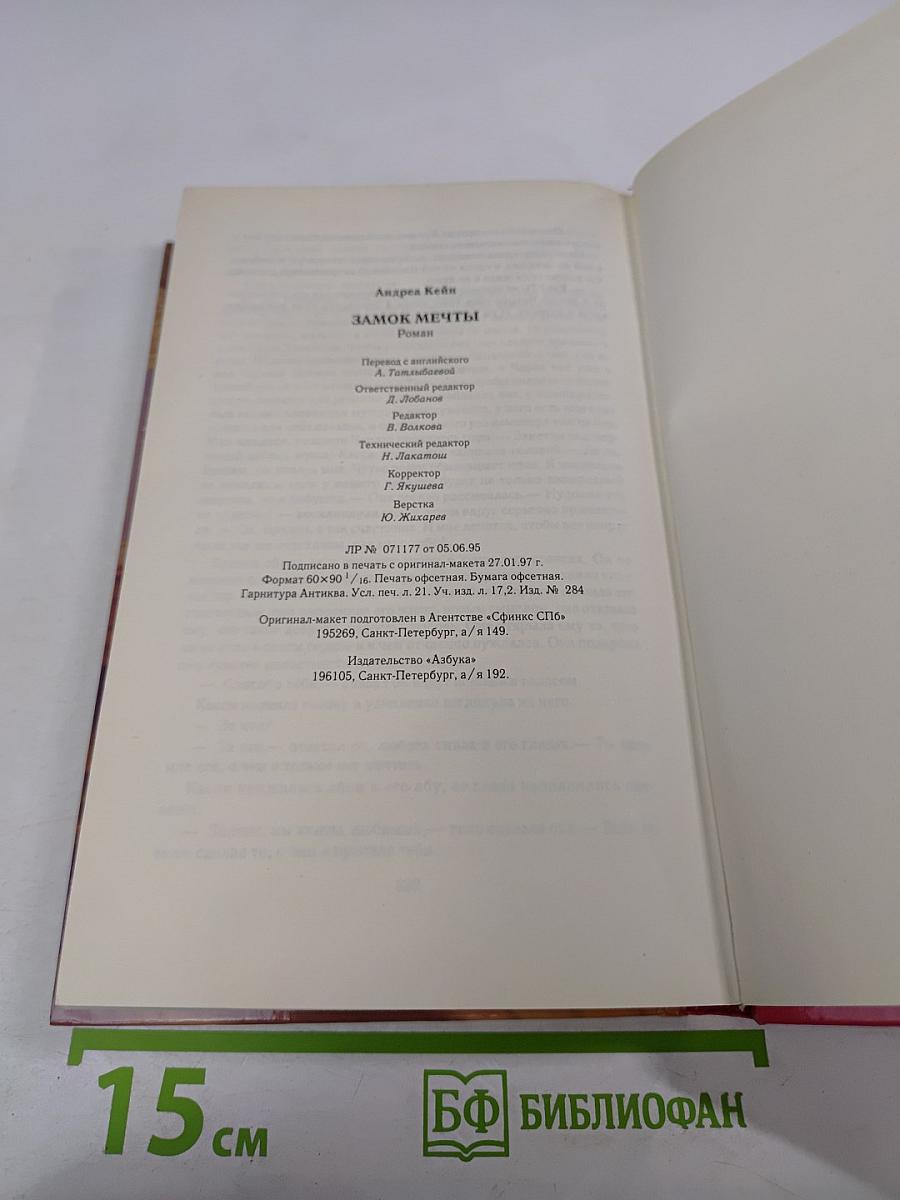 Андреа Кейн
ЗАМОК МЕЧТЫ
Роман
Перевод с английского
А. Татлыбаевой
Ответственный редактор
Д. Лобанов
Редактор
В. Волкова
Технический редактор
Н. Лакатош
Корректор
Г. Якушева
Верстка
Ю. Жихарев
ЛР № 071177 от 05.06.95
Подписано в печать с оригинал-макета 27.01.97 г.
Формат 60×90 1/16. Печать офсетная. Бумага офсетная.
Гарнитура Антиква. Усл. печ. л. 21. Уч. изд. л. 17,2. Изд. № 284
Оригинал-макет подготовлен в Агентстве «Сфинкс СПб»
195269, Санкт-Петербург, а/я 149.
Издательство «Азбука»
196105, Санкт-Петербург, а/я 192.
15 см
БФ БИБЛИОФАН